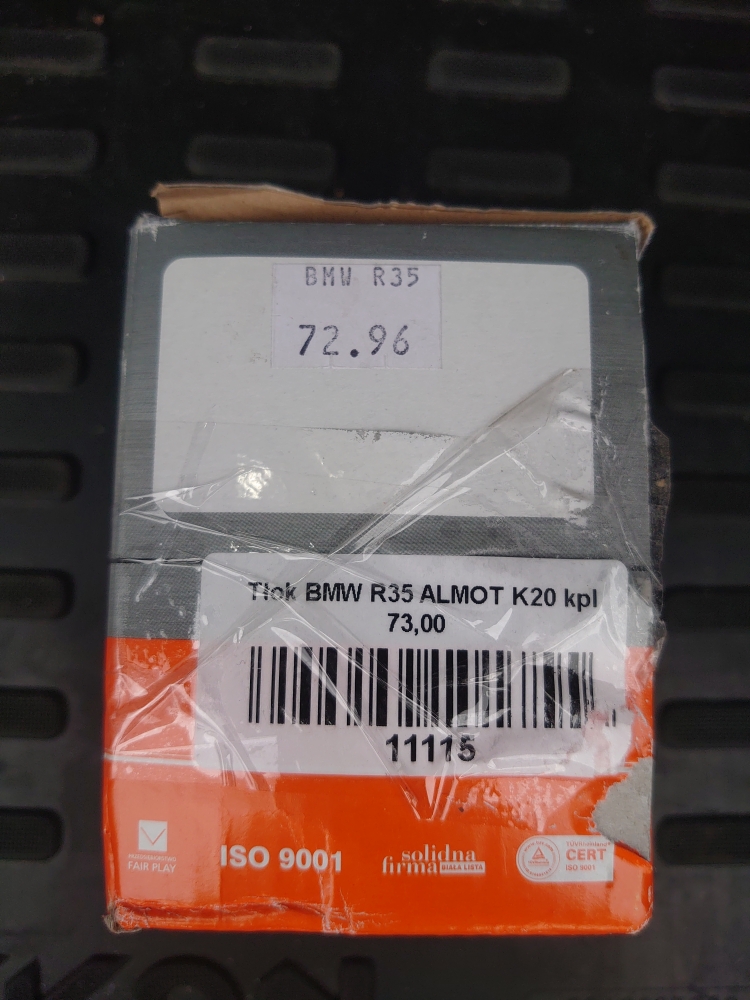 BMW R35
72.96
Tłok BMW R35 ALMOT K20 kpl
73,00
11115
PRZEDSIĘBIORSTWO
FAIR PLAY
ISO 9001
solidna
firma BIAŁA LISTA
CERT
ISO 9001